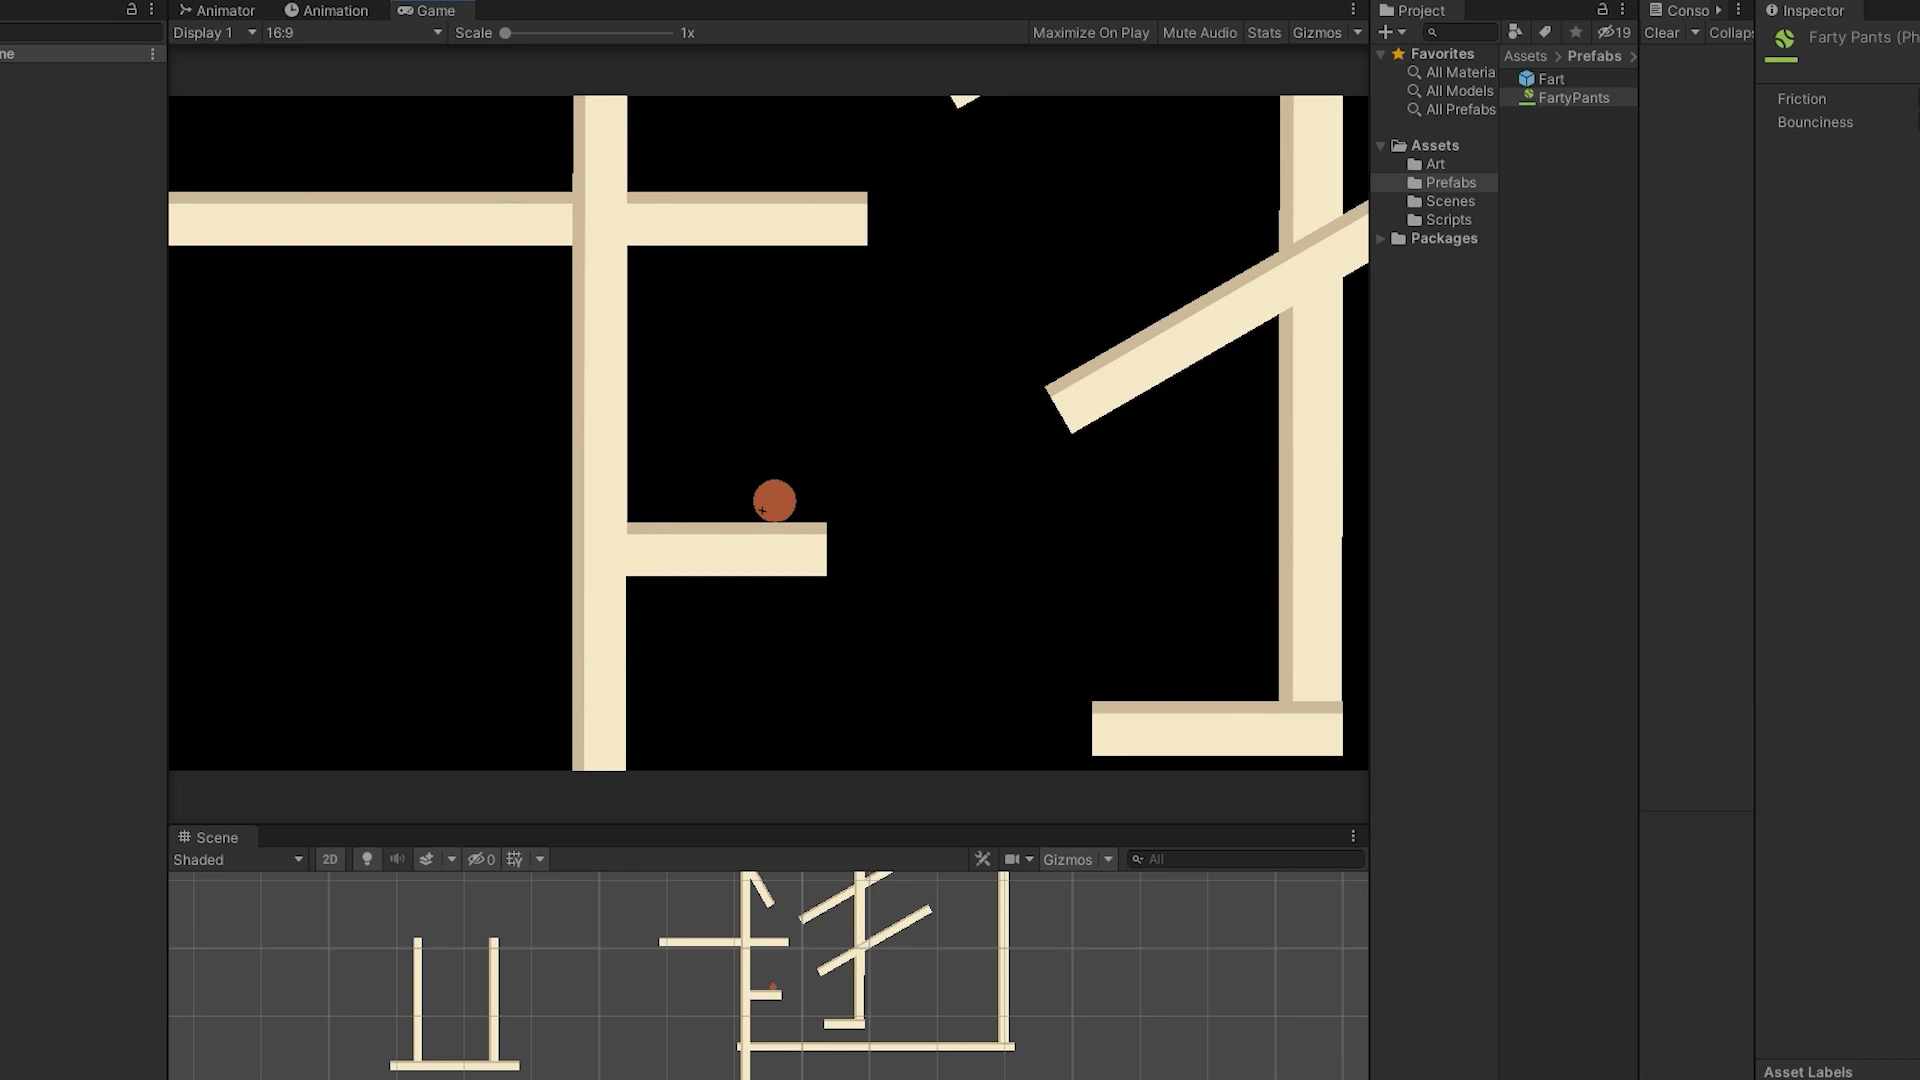 Animator
Animation
Game
Display 1
16:9
Scale
1x
Maximize On Play
Mute Audio
Stats
Gizmos
ne
Project
19
Favorites
All Materia
All Models
All Prefabs
Assets
Art
Prefabs
Scenes
Scripts
Packages
Assets > Prefabs >
Fart
FartyPants
Conso
Clear
Collaps
Inspector
Farty Pants (Ph
Friction
Bounciness
Scene
Shaded
2D
0
Gizmos
All
Asset Labels